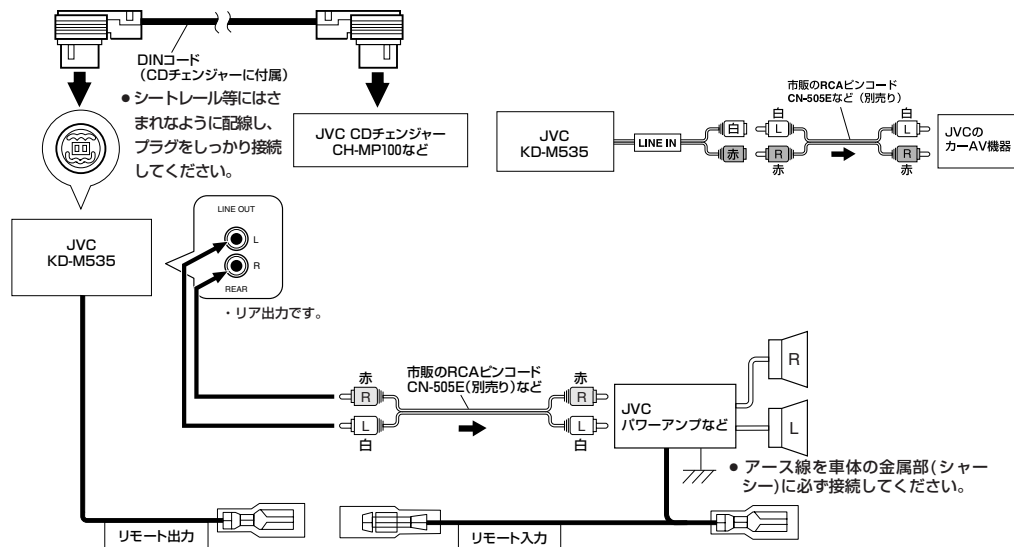 DINコード
（CDチェンジャーに付属）
● シートレール等にはさ
まれなように配線し、
プラグをしっかり接続
してください。
JVC CDチェンジャー
CH-MP100など
JVC
KD-M535
LINE IN
白
赤
白
L
R
赤
市販のRCAピンコード
CN-505Eなど（別売り）
白
L
R
赤
JVCの
カーAV機器
JVC
KD-M535
LINE OUT
L
R
REAR
・リア出力です。
赤
R
L
白
市販のRCAピンコード
CN-505E(別売り)など
赤
R
L
白
JVC
パワーアンプなど
R
L
● アース線を車体の金属部(シャー
シー)に必ず接続してください。
リモート出力
リモート入力